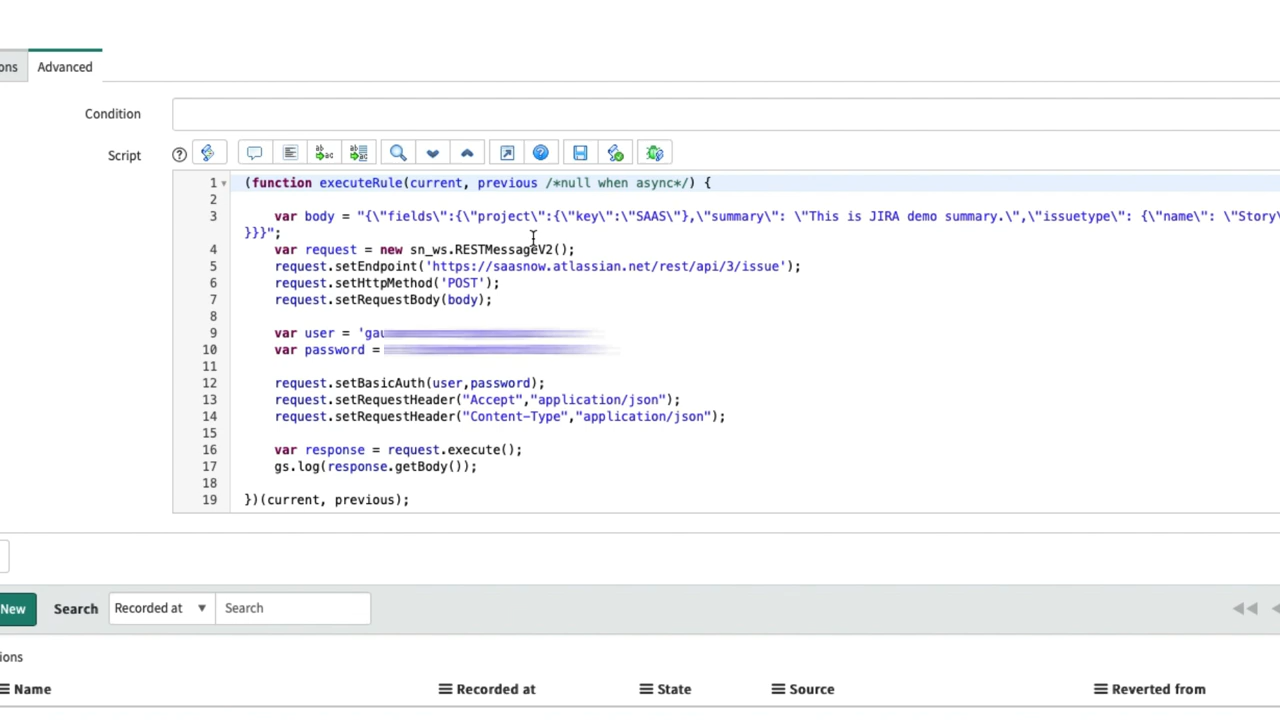 ons
Advanced
Condition
Script
1 (function executeRule(current, previous /*null when async*/) {
2
3 var body = "{\"fields\":{\"project\":{\"key\":\"SAAS\"},\"summary\": \"This is JIRA demo summary.\",\"issuetype\": {\"name\": \"Story\
}}}";
4 var request = new sn_ws.RESTMessageV2();
5 request.setEndpoint('https://saasnow.atlassian.net/rest/api/3/issue');
6 request.setHttpMethod('POST');
7 request.setRequestBody(body);
8
9 var user = 'gau
10 var password =
11
12 request.setBasicAuth(user,password);
13 request.setRequestHeader("Accept","application/json");
14 request.setRequestHeader("Content-Type","application/json");
15
16 var response = request.execute();
17 gs.log(response.getBody());
18
19 })(current, previous);
New Search Recorded at Search
ions
Name Recorded at State Source Reverted from